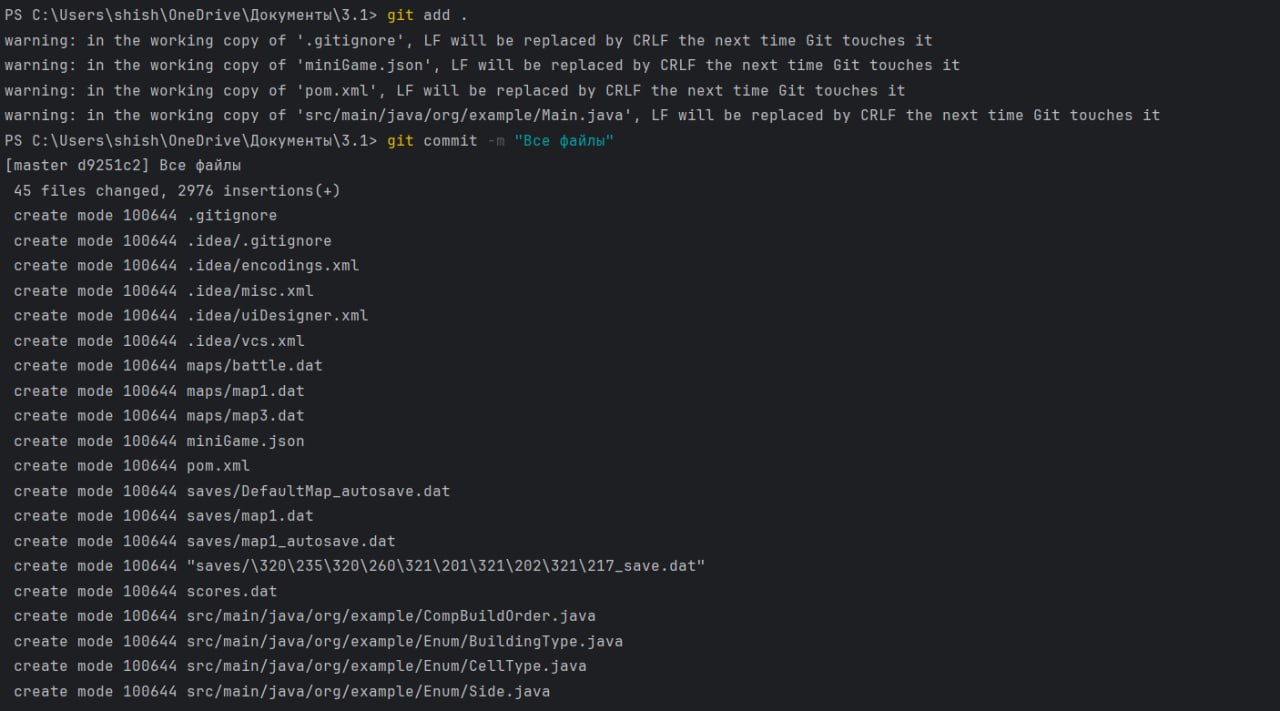 PS C:\Users\shish\OneDrive\Документы\3.1> git add .
warning: in the working copy of '.gitignore', LF will be replaced by CRLF the next time Git touches it
warning: in the working copy of 'miniGame.json', LF will be replaced by CRLF the next time Git touches it
warning: in the working copy of 'pom.xml', LF will be replaced by CRLF the next time Git touches it
warning: in the working copy of 'src/main/java/org/example/Main.java', LF will be replaced by CRLF the next time Git touches it
PS C:\Users\shish\OneDrive\Документы\3.1> git commit -m "Все файлы"
[master d9251c2] Все файлы
45 files changed, 2976 insertions(+)
create mode 100644 .gitignore
create mode 100644 .idea/.gitignore
create mode 100644 .idea/encodings.xml
create mode 100644 .idea/misc.xml
create mode 100644 .idea/uiDesigner.xml
create mode 100644 .idea/vcs.xml
create mode 100644 maps/battle.dat
create mode 100644 maps/map1.dat
create mode 100644 maps/map3.dat
create mode 100644 miniGame.json
create mode 100644 pom.xml
create mode 100644 saves/DefaultMap_autosave.dat
create mode 100644 saves/map1.dat
create mode 100644 saves/map1_autosave.dat
create mode 100644 "saves/\320\235\320\260\321\201\321\202\321\217_save.dat"
create mode 100644 scores.dat
create mode 100644 src/main/java/org/example/CompBuildOrder.java
create mode 100644 src/main/java/org/example/Enum/BuildingType.java
create mode 100644 src/main/java/org/example/Enum/CellType.java
create mode 100644 src/main/java/org/example/Enum/Side.java